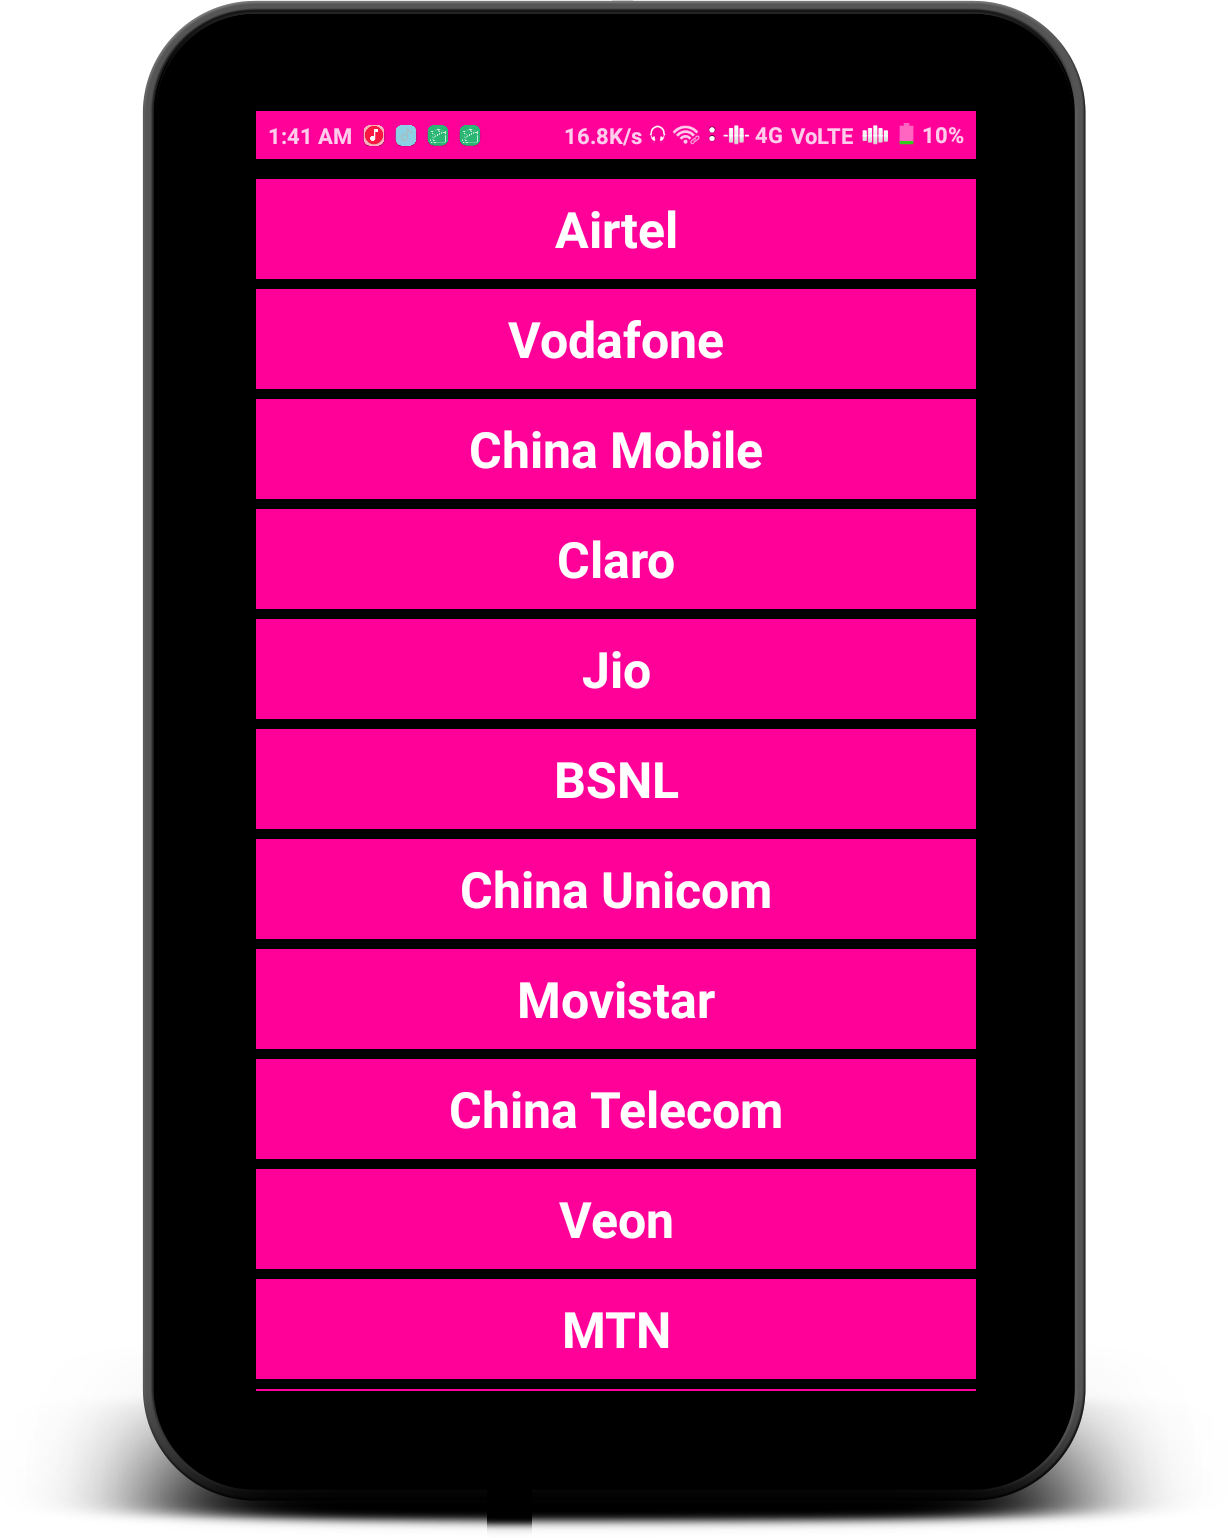 1:41 AM 16.8K/s 4G VoLTE 10%
Airtel
Vodafone
China Mobile
Claro
Jio
BSNL
China Unicom
Movistar
China Telecom
Veon
MTN